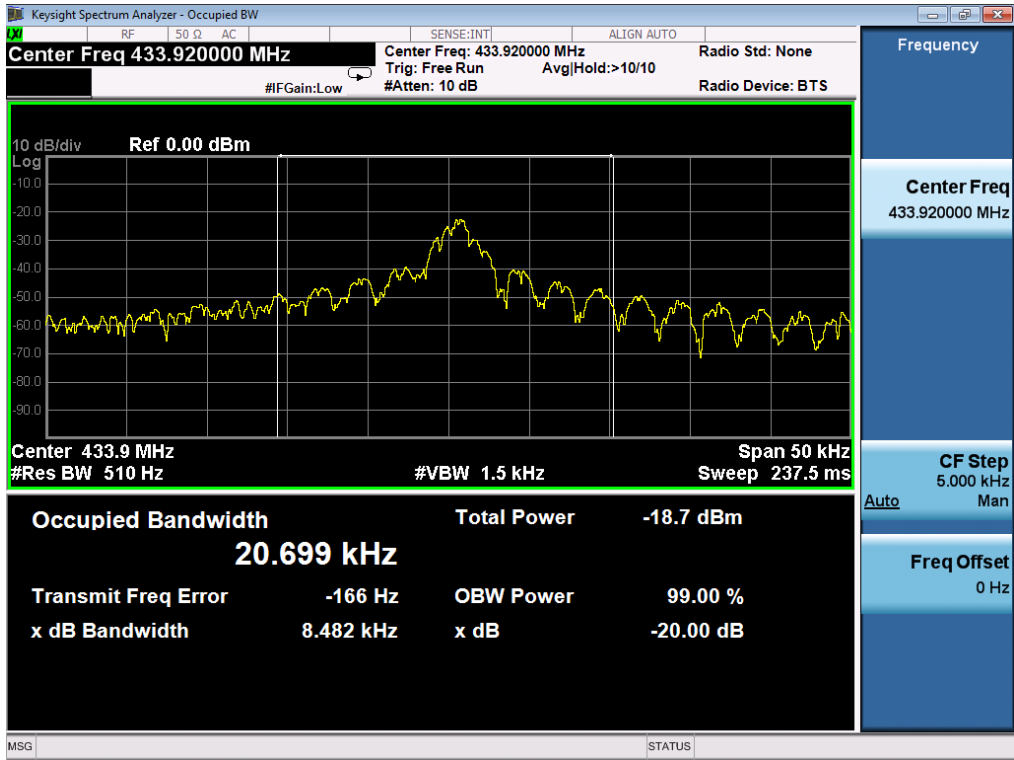 Keysight Spectrum Analyzer - Occupied BW
LXI RF 50 Ω AC SENSE:INT ALIGN AUTO
Center Freq 433.920000 MHz
Center Freq: 433.920000 MHz Radio Std: None
Trig: Free Run Avg|Hold:>10/10
#IFGain:Low #Atten: 10 dB Radio Device: BTS
10 dB/div Ref 0.00 dBm
Log
-10.0
-20.0
-30.0
-40.0
-50.0
-60.0
-70.0
-80.0
-90.0
Center 433.9 MHz Span 50 kHz
#Res BW 510 Hz #VBW 1.5 kHz Sweep 237.5 ms
Occupied Bandwidth Total Power -18.7 dBm
20.699 kHz
Transmit Freq Error -166 Hz OBW Power 99.00 %
x dB Bandwidth 8.482 kHz x dB -20.00 dB
Frequency
Center Freq
433.920000 MHz
CF Step
5.000 kHz
Auto Man
Freq Offset
0 Hz
MSG STATUS